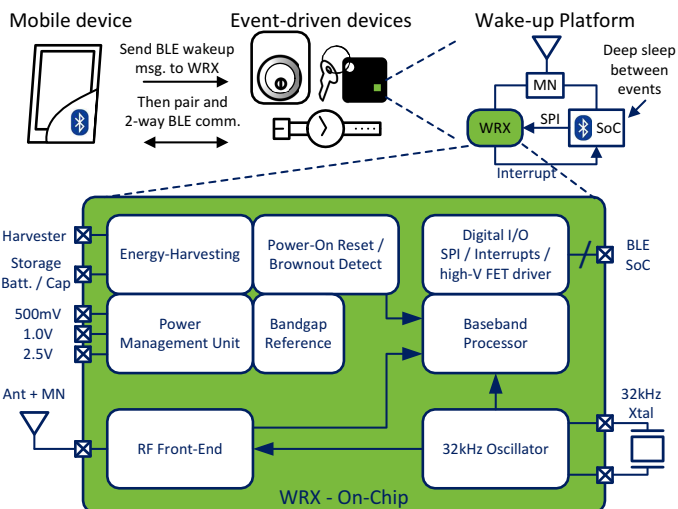 Mobile device
Event-driven devices
Wake-up Platform
Send BLE wakeup
msg. to WRX
Then pair and
2-way BLE comm.
Deep sleep
between
events
MN
WRX
SPI
SoC
Interrupt
Harvester
Storage
Batt. / Cap
500mV
1.0V
2.5V
Ant + MN
Energy-Harvesting
Power-On Reset /
Brownout Detect
Digital I/O
SPI / Interrupts /
high-V FET driver
BLE
SoC
Power
Management Unit
Bandgap
Reference
Baseband
Processor
RF Front-End
32kHz Oscillator
32kHz
Xtal
WRX - On-Chip